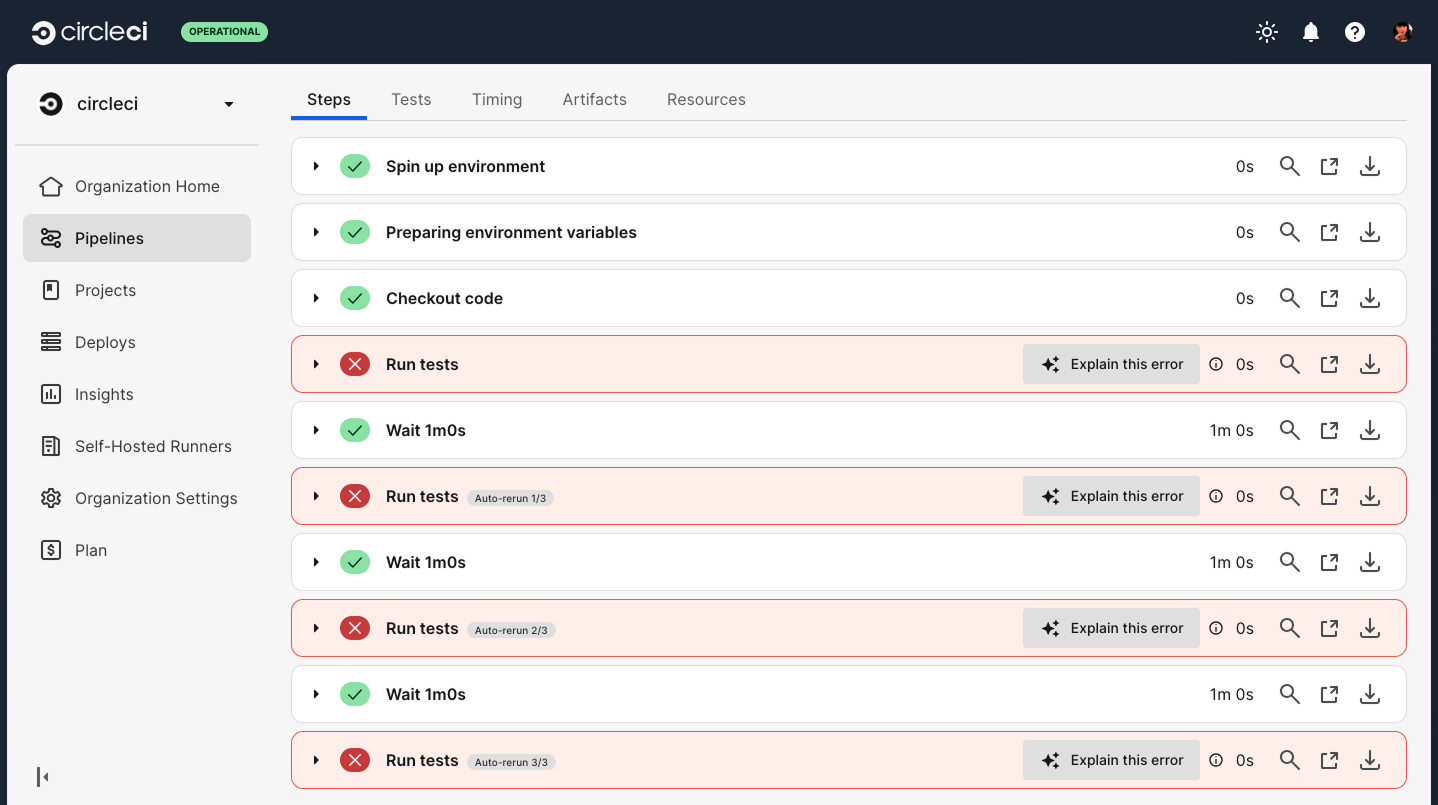 circleci
OPERATIONAL
circleci
Organization Home
Pipelines
Projects
Deploys
Insights
Self-Hosted Runners
Organization Settings
Plan
Steps Tests Timing Artifacts Resources
Spin up environment 0s
Preparing environment variables 0s
Checkout code 0s
Run tests Explain this error 0s
Wait 1m0s 1m 0s
Run tests Auto-rerun 1/3 Explain this error 0s
Wait 1m0s 1m 0s
Run tests Auto-rerun 2/3 Explain this error 0s
Wait 1m0s 1m 0s
Run tests Auto-rerun 3/3 Explain this error 0s